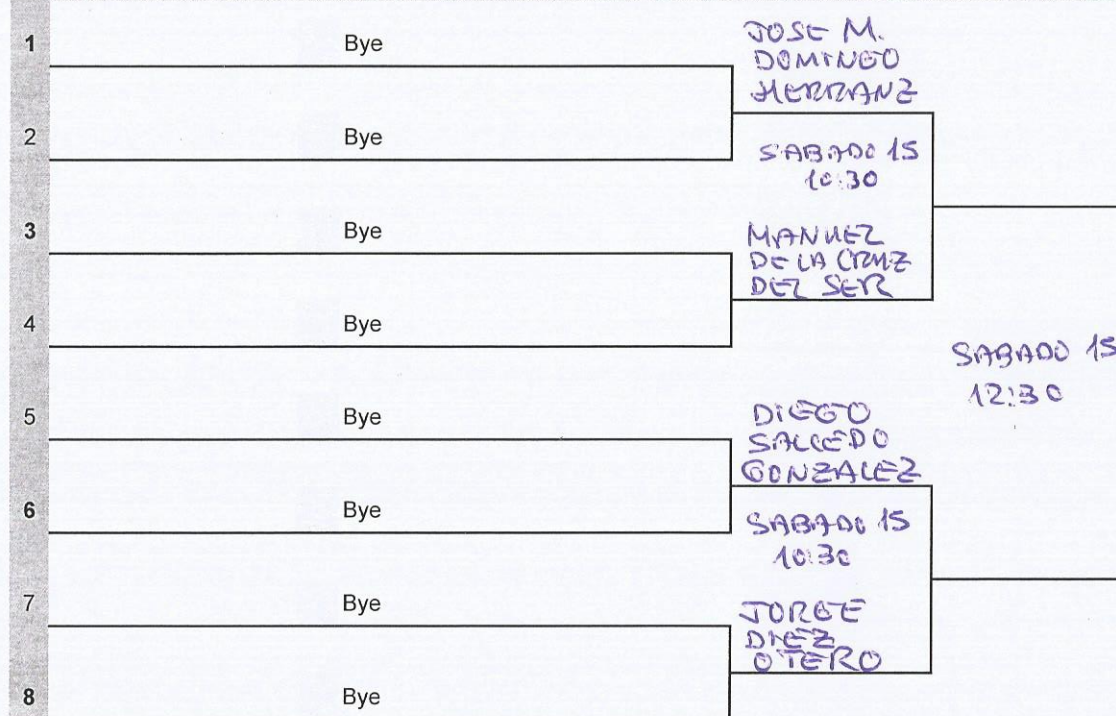 1 Bye
JOSE M.
DOMINGO
HERRANZ
2 Bye
SABADO 15
10:30
3 Bye
MANUEL
DE LA CRUZ
DEL SER
4 Bye
SABADO 15
12:30
5 Bye
DIEGO
SALCEDO
GONZALEZ
6 Bye
SABADO 15
10:30
7 Bye
JORGE
DIEZ
OTERO
8 Bye